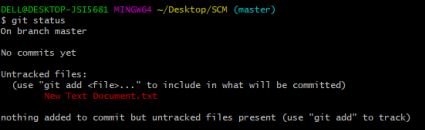 DELL@DESKTOP-JSI5681 MINGW64 ~/Desktop/SCM (master)
$ git status
On branch master
No commits yet
Untracked files:
(use "git add <file>..." to include in what will be committed)
New Text Document.txt
nothing added to commit but untracked files present (use "git add" to track)